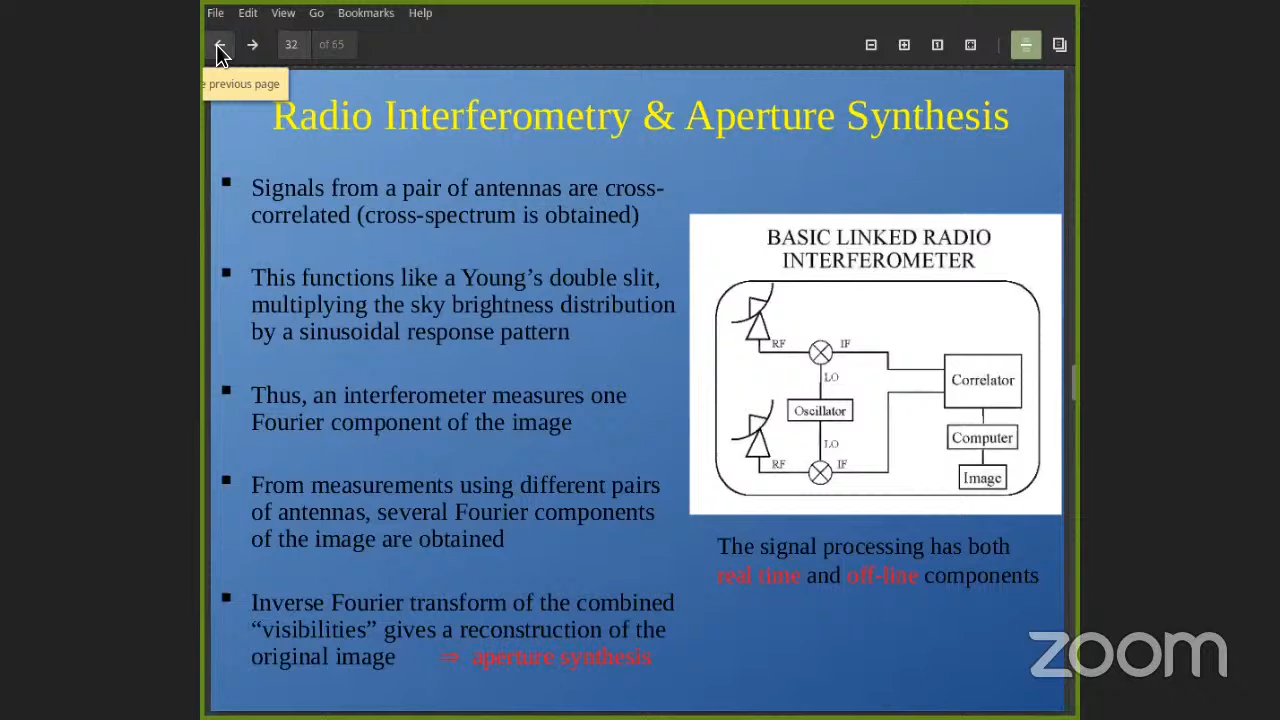 File Edit View Go Bookmarks Help
32 of 65
e previous page
Radio Interferometry & Aperture Synthesis
▪ Signals from a pair of antennas are cross-
correlated (cross-spectrum is obtained)
▪ This functions like a Young’s double slit,
multiplying the sky brightness distribution
by a sinusoidal response pattern
▪ Thus, an interferometer measures one
Fourier component of the image
▪ From measurements using different pairs
of antennas, several Fourier components
of the image are obtained
▪ Inverse Fourier transform of the combined
“visibilities” gives a reconstruction of the
original image ⇒ aperture synthesis
BASIC LINKED RADIO
INTERFEROMETER
RF IF
LO
Correlator
Oscillator
Computer
LO
RF IF
Image
The signal processing has both
real time and off-line components
zoom